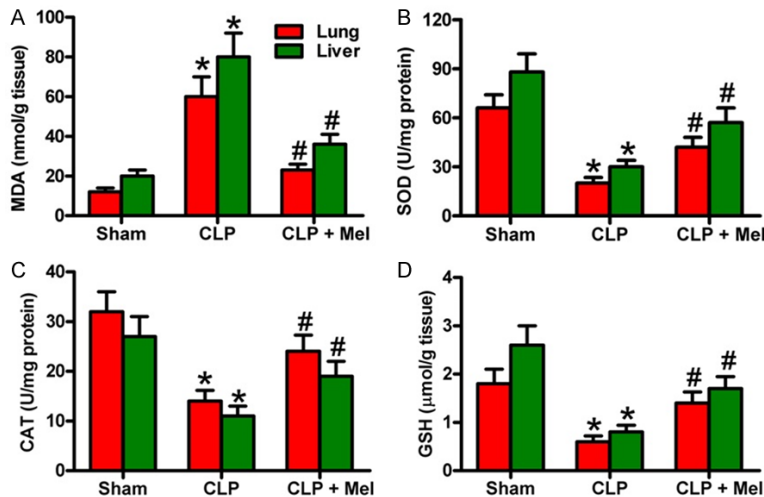 A
MDA (nmol/g tissue)
100
80
60
40
20
0
* *
# #
Lung
Liver
Sham CLP CLP + Mel
B
SOD (U/mg protein)
120
90
60
30
0
* *
# #
Sham CLP CLP + Mel
C
CAT (U/mg protein)
40
30
20
10
0
* *
# #
Sham CLP CLP + Mel
D
GSH (μmol/g tissue)
4
3
2
1
0
* *
# #
Sham CLP CLP + Mel